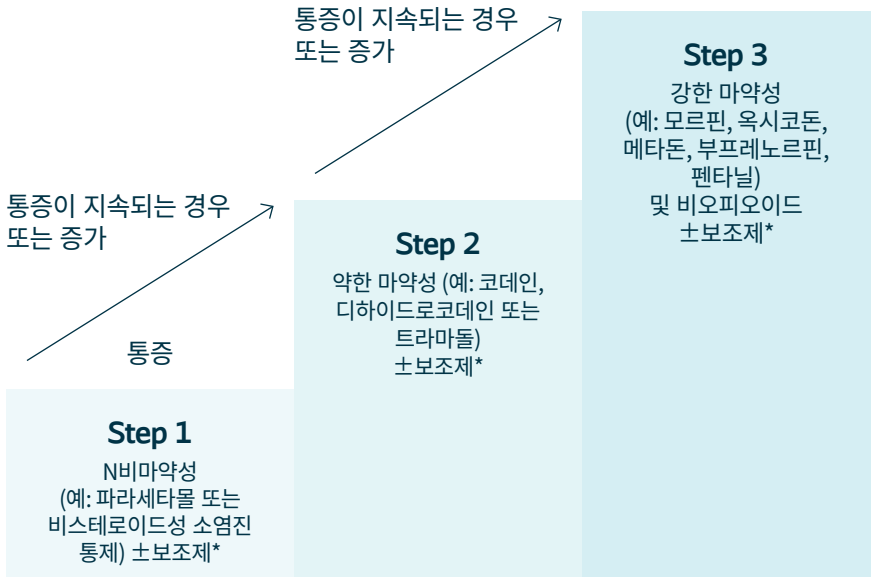 통증이 지속되는 경우
또는 증가
Step 3
강한 마약성
(예: 모르핀, 옥시코돈,
메타돈, 부프레노르핀,
펜타닐)
및 비오피오이드
±보조제*
통증이 지속되는 경우
또는 증가
Step 2
약한 마약성 (예: 코데인,
디하이드로코데인 또는
트라마돌)
±보조제*
통증
Step 1
N비마약성
(예: 파라세타몰 또는
비스테로이드성 소염진
통제) ±보조제*